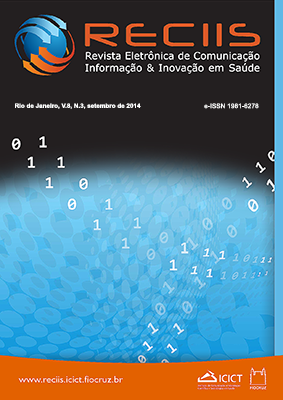 RECIIS
Revista Eletrônica de Comunicação
Informação & Inovação em Saúde
Rio de Janeiro, V.8, N.3, setembro de 2014 e-ISSN 1981-6278
www.reciis.icict.fiocruz.br
ICICT
FIOCRUZ